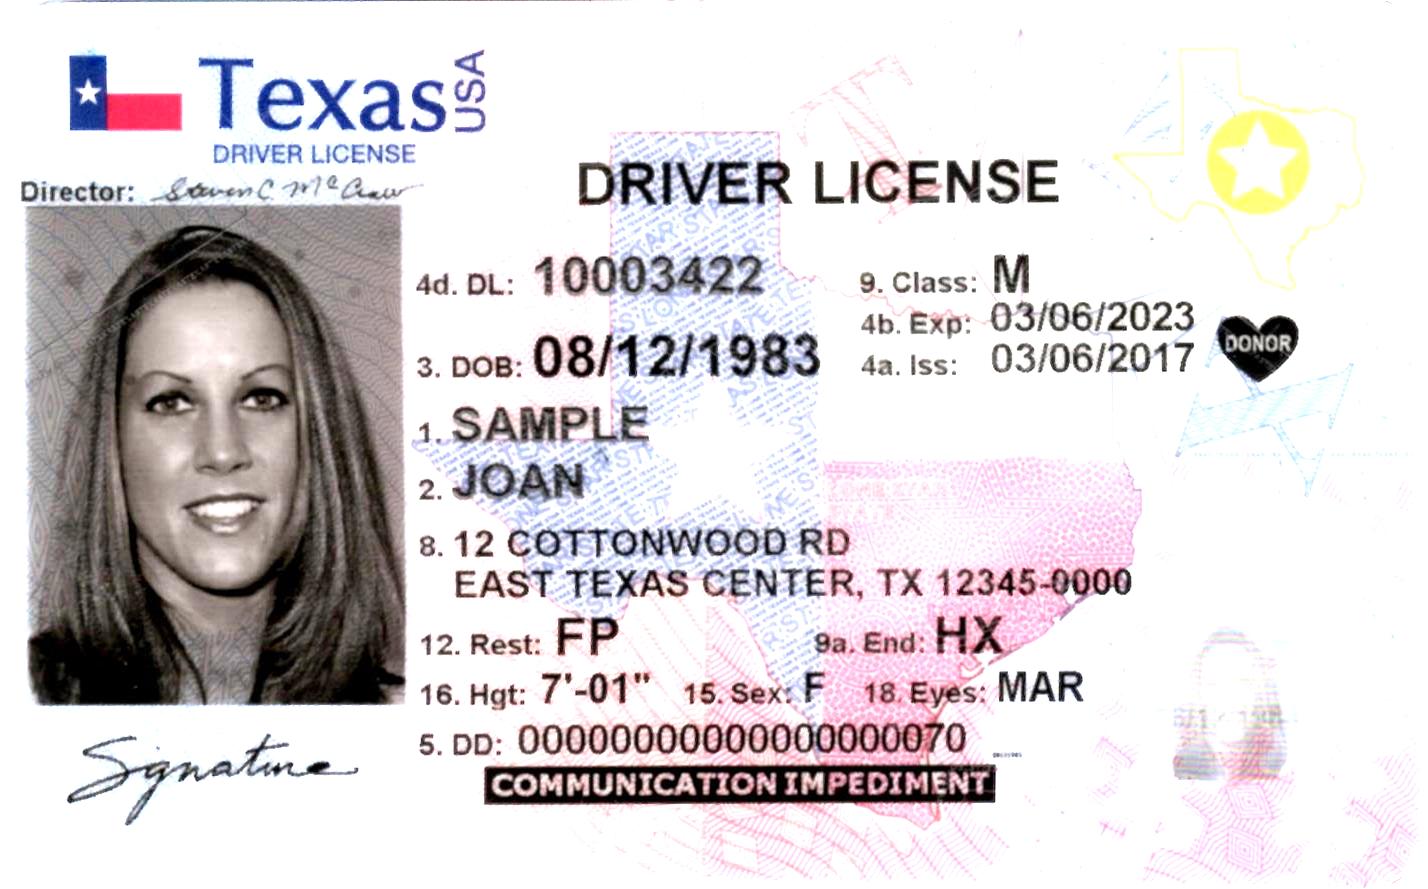 Texas USA
DRIVER LICENSE
Director: Steven C McCraw
DRIVER LICENSE
4d. DL: 10003422
9. Class: M
4b. Exp: 03/06/2023
3. DOB: 08/12/1983
4a. Iss: 03/06/2017
DONOR
1. SAMPLE
2. JOAN
8. 12 COTTONWOOD RD
EAST TEXAS CENTER, TX 12345-0000
12. Rest: FP
9a. End: HX
16. Hgt: 7'-01" 15. Sex: F 18. Eyes: MAR
5. DD: 00000000000000000070
Signature
COMMUNICATION IMPEDIMENT